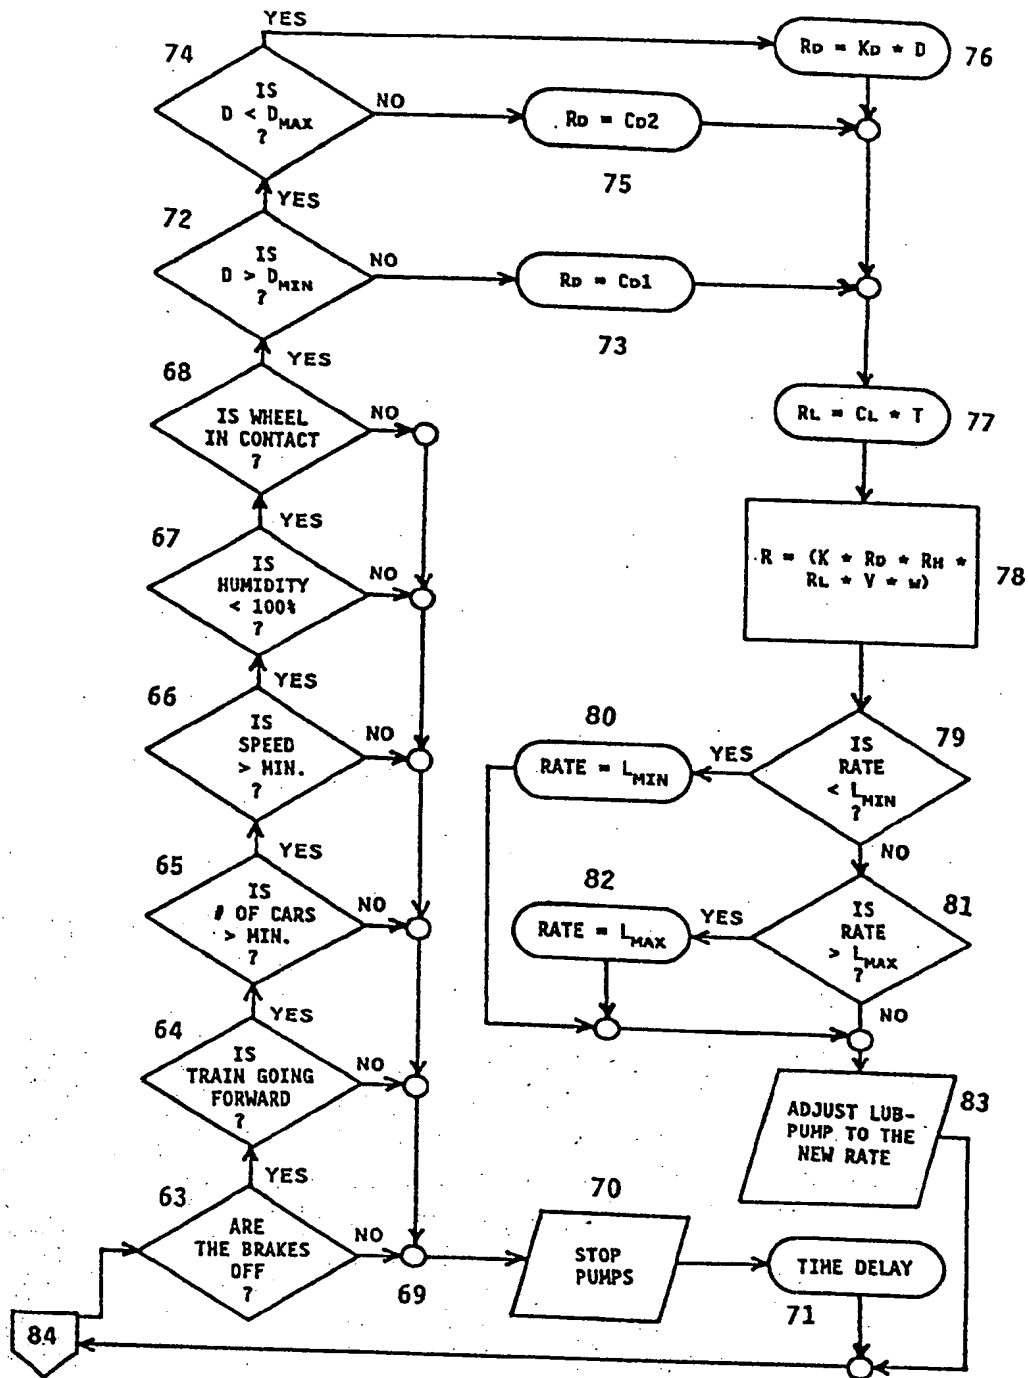 YES
74
RD = KD * D
76
IS
D < DMAX
?
NO
RD = CD2
75
YES
72
IS
D > DMIN
?
NO
RD = CD1
73
YES
68
IS WHEEL
IN CONTACT
?
NO
RL = CL * T
77
YES
67
IS
HUMIDITY
< 100%
?
NO
R = (K * RD * RH *
RL * V * W)
78
YES
66
IS
SPEED
> MIN.
?
NO
80
RATE = LMIN
YES
IS
RATE
< LMIN
?
79
NO
YES
65
IS
# OF CARS
> MIN.
?
NO
82
RATE = LMAX
YES
IS
RATE
> LMAX
?
81
NO
YES
64
IS
TRAIN GOING
FORWARD
?
NO
ADJUST LUB-
PUMP TO THE
NEW RATE
83
YES
63
ARE
THE BRAKES
OFF
?
NO
69
70
STOP
PUMPS
TIME DELAY
71
84